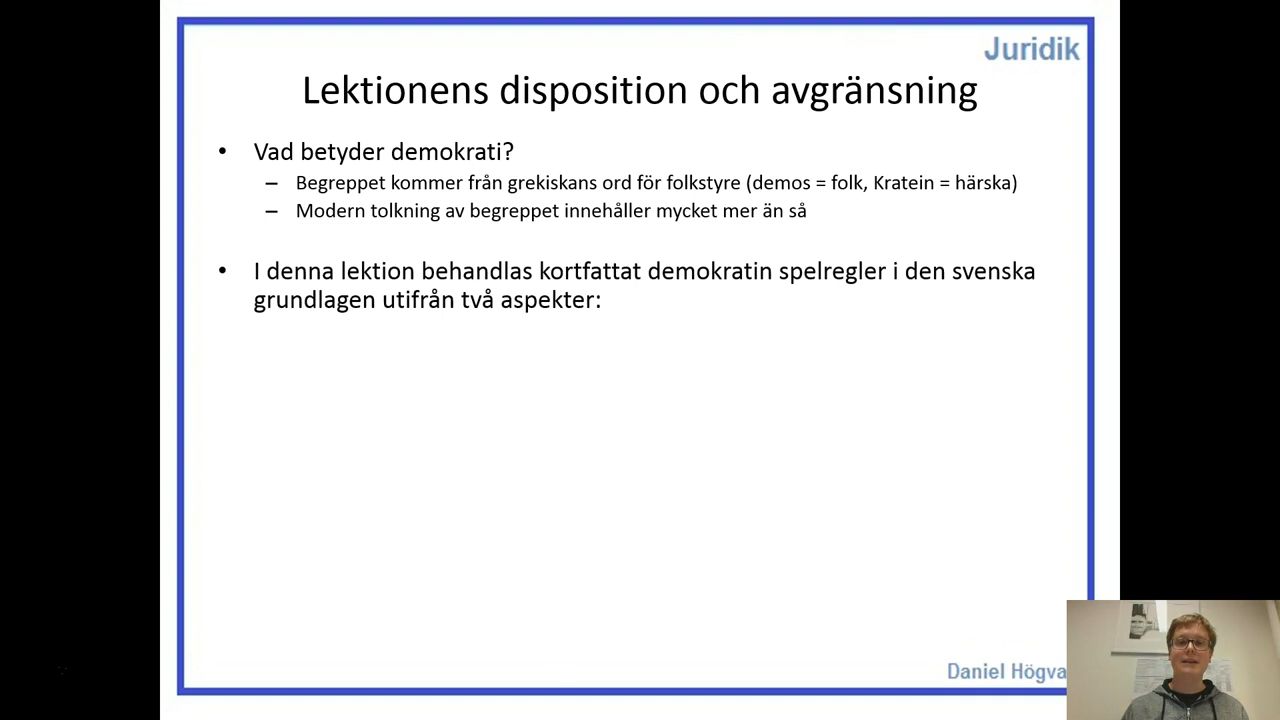 Juridik
Lektionens disposition och avgränsning
• Vad betyder demokrati?
– Begreppet kommer från grekiskans ord för folkstyre (demos = folk, Kratein = härska)
– Modern tolkning av begreppet innehåller mycket mer än så
• I denna lektion behandlas kortfattat demokratin spelregler i den svenska
grundlagen utifrån två aspekter:
Daniel Högva